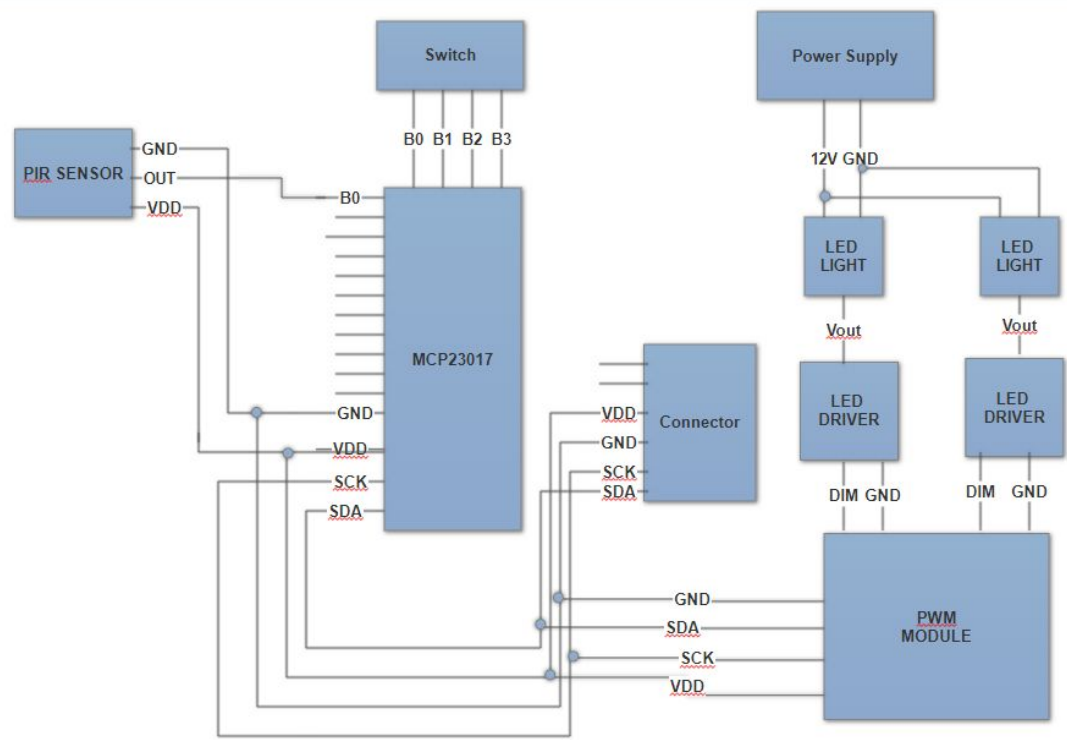 Switch
Power Supply
B0 B1 B2 B3
PIR SENSOR
GND
OUT
VDD
12V GND
B0
LED
LIGHT
LED
LIGHT
Vout
Vout
MCP23017
LED
DRIVER
LED
DRIVER
GND
VDD
SCK
SDA
VDD
GND
SCK
SDA
Connector
DIM GND
DIM GND
GND
SDA
SCK
VDD
PWM
MODULE